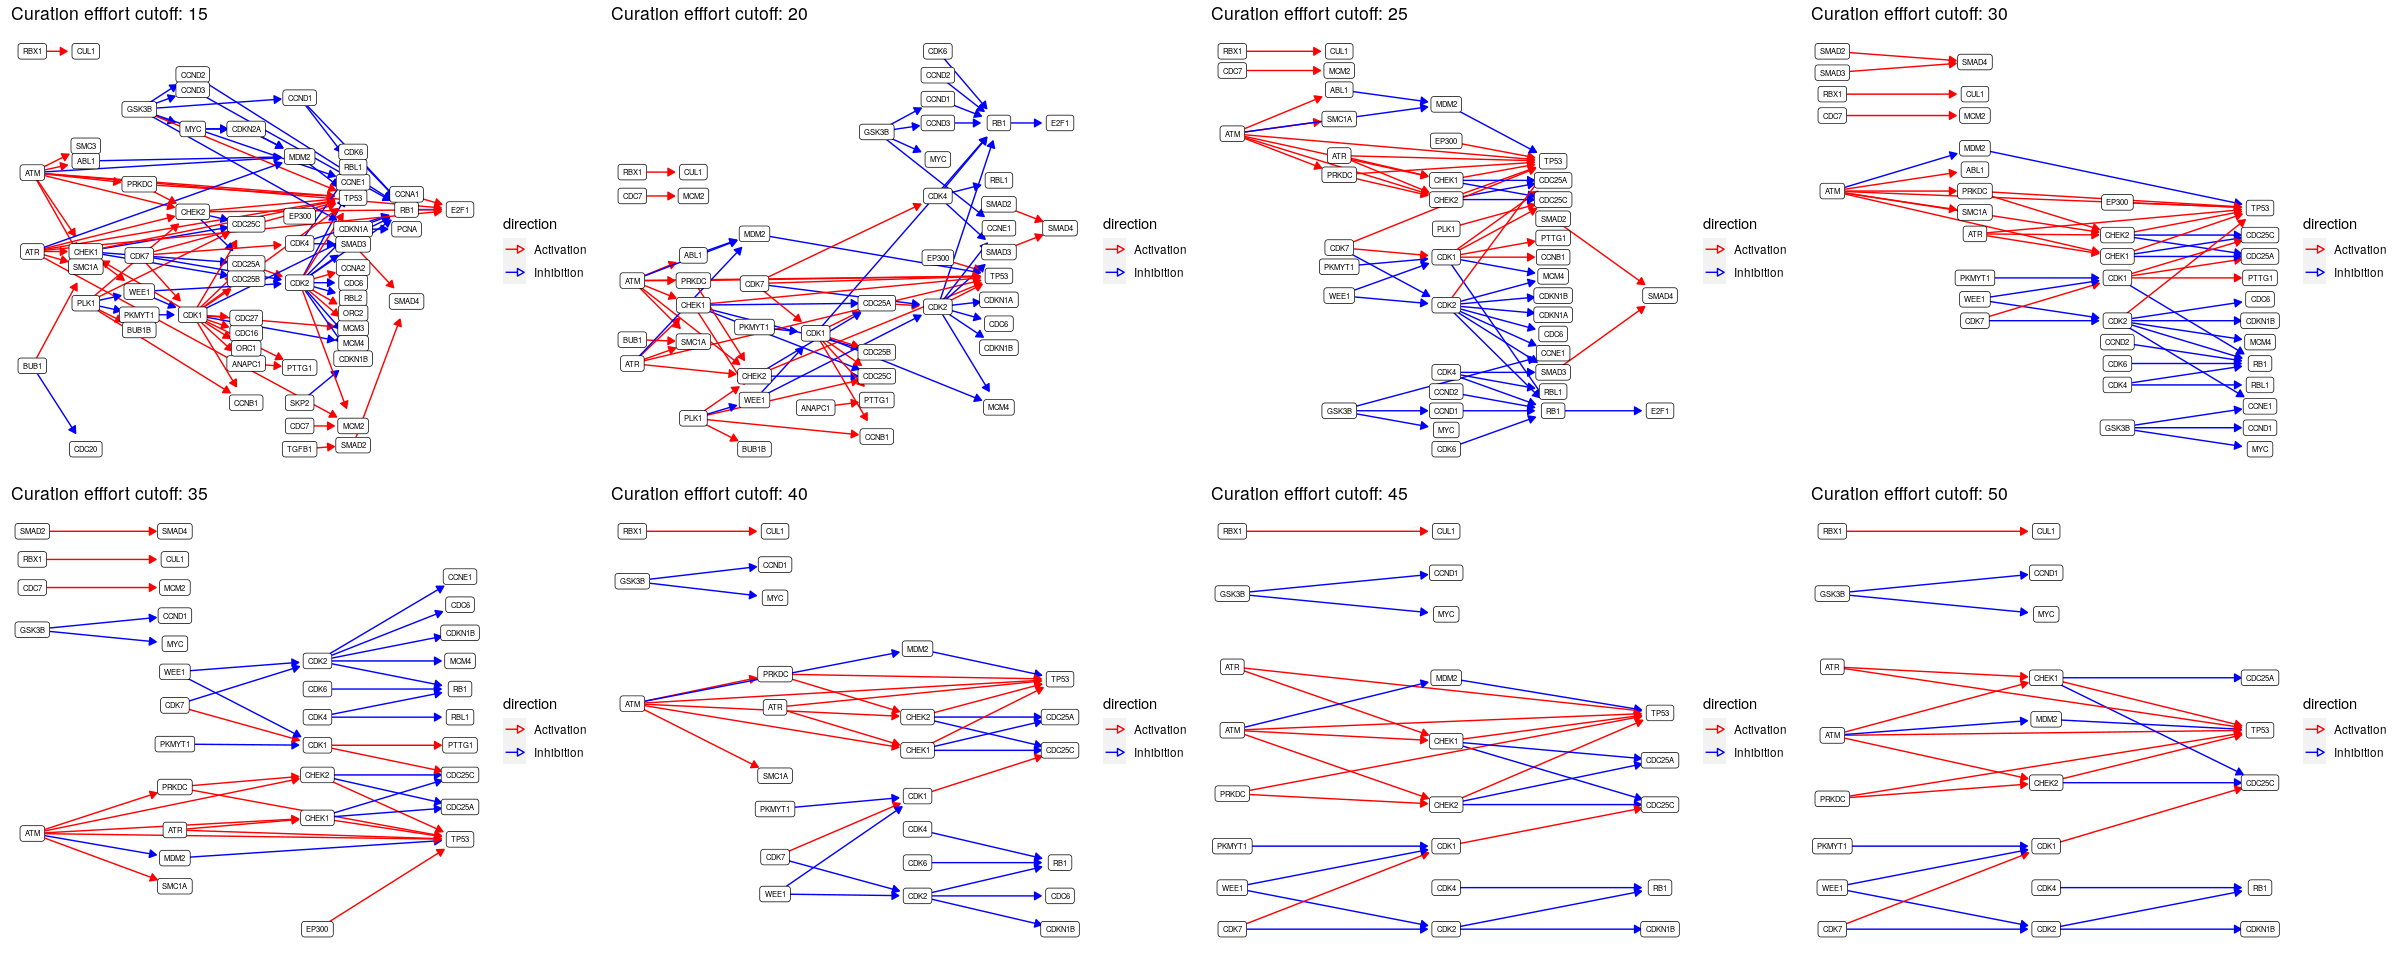 Curation efffort cutoff: 15
RBX1
CUL1
CCND2
CCND3
GSK3B
CCND1
MYC
CDKN2A
SMC3
ABL1
MDM2
CDK6
RBL1
ATM
PRKDC
CCNE1
TP53
CCNA1
CHEK2
EP300
RB1
E2F1
CDC25C
CDKN1A
PCNA
CDK4
SMAD3
ATR
CHEK1
CDK7
SMC1A
CDC25A
CDC25B
CCNA2
CDK2
CDC6
WEE1
RBL2
PLK1
SMAD4
PKMYT1
CDK1
ORC2
CDC27
BUB1B
CDC16
MCM3
MCM4
ORC1
CDKN1B
ANAPC1
PTTG1
BUB1
CCNB1
SKP2
CDC7
MCM2
CDC20
TGFB1
SMAD2
direction
Activation
Inhibition
Curation efffort cutoff: 20
CDK6
CCND2
CCND1
CCND3
RB1
E2F1
GSK3B
MYC
RBX1
CUL1
CDC7
MCM2
RBL1
CDK4
SMAD2
CCNE1
SMAD4
MDM2
ABL1
EP300
SMAD3
TP53
ATM
PRKDC
CDK7
CHEK1
CDC25A
CDK2
CDKN1A
PKMYT1
CDK1
CDC6
BUB1
SMC1A
CDKN1B
CDC25B
ATR
CHEK2
CDC25C
WEE1
PTTG1
ANAPC1
MCM4
PLK1
CCNB1
BUB1B
direction
Activation
Inhibition
Curation efffort cutoff: 25
RBX1
CUL1
CDC7
MCM2
ABL1
MDM2
SMC1A
ATM
EP300
ATR
TP53
PRKDC
CHEK1
CDC25A
CHEK2
CDC25C
SMAD2
PLK1
PTTG1
CDK7
CDK1
CCNB1
PKMYT1
MCM4
WEE1
CDKN1B
SMAD4
CDK2
CDKN1A
CDC6
CCNE1
CDK4
SMAD3
CCND2
RBL1
GSK3B
CCND1
RB1
E2F1
MYC
CDK6
direction
Activation
Inhibition
Curation efffort cutoff: 30
SMAD2
SMAD4
SMAD3
RBX1
CUL1
CDC7
MCM2
MDM2
ABL1
ATM
PRKDC
EP300
TP53
SMC1A
ATR
CHEK2
CDC25C
CHEK1
CDC25A
PKMYT1
CDK1
PTTG1
WEE1
CDC6
CDK7
CDK2
CDKN1B
CCND2
MCM4
CDK6
RB1
CDK4
RBL1
CCNE1
GSK3B
CCND1
MYC
direction
Activation
Inhibition
Curation efffort cutoff: 35
SMAD2
SMAD4
RBX1
CUL1
CDC7
MCM2
CCNE1
CDC6
CCND1
GSK3B
CDKN1B
MYC
CDK2
MCM4
WEE1
CDK6
RB1
CDK7
CDK4
RBL1
PKMYT1
CDK1
PTTG1
CHEK2
CDC25C
PRKDC
CDC25A
CHEK1
ATM
ATR
TP53
MDM2
SMC1A
EP300
direction
Activation
Inhibition
Curation efffort cutoff: 40
RBX1
CUL1
CCND1
GSK3B
MYC
MDM2
PRKDC
TP53
ATM
ATR
CHEK2
CDC25A
CHEK1
CDC25C
SMC1A
PKMYT1
CDK1
CDK4
CDK7
CDK6
RB1
WEE1
CDK2
CDC6
CDKN1B
direction
Activation
Inhibition
Curation efffort cutoff: 45
RBX1
CUL1
CCND1
GSK3B
MYC
ATR
MDM2
TP53
ATM
CHEK1
CDC25A
PRKDC
CHEK2
CDC25C
PKMYT1
CDK1
WEE1
CDK4
RB1
CDK7
CDK2
CDKN1B
direction
Activation
Inhibition
Curation efffort cutoff: 50
RBX1
CUL1
CCND1
GSK3B
MYC
ATR
CHEK1
CDC25A
MDM2
TP53
ATM
CHEK2
CDC25C
PRKDC
PKMYT1
CDK1
WEE1
CDK4
RB1
CDK7
CDK2
CDKN1B
direction
Activation
Inhibition